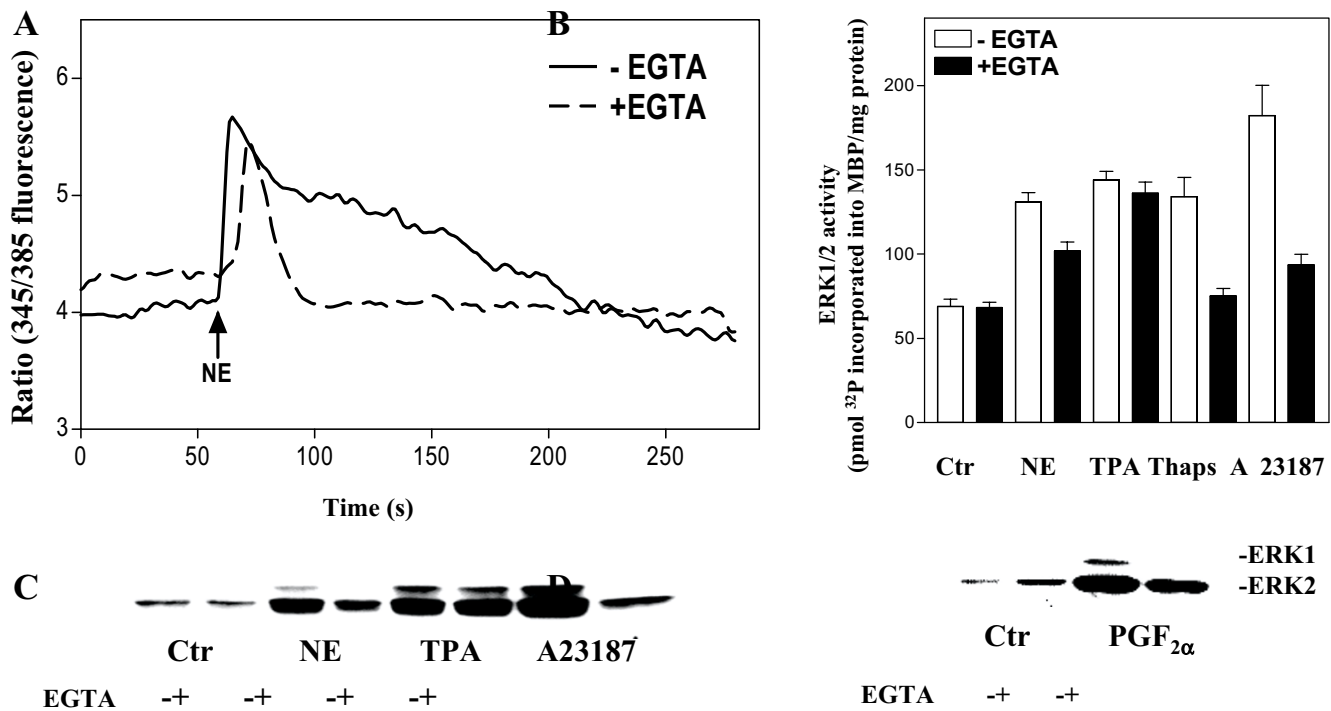 A
B
- EGTA
+EGTA
Ratio (345/385 fluorescence)
6
5
4
3
NE
0
50
100
150
200
250
Time (s)
- EGTA
+EGTA
ERK1/2 activity
(pmol ³²P incorporated into MBP/mg protein)
200
150
100
50
0
Ctr NE TPA Thaps A 23187
C
Ctr NE TPA A23187
EGTA -+ -+ -+ -+
D
-ERK1
-ERK2
Ctr PGF₂α
EGTA -+ -+